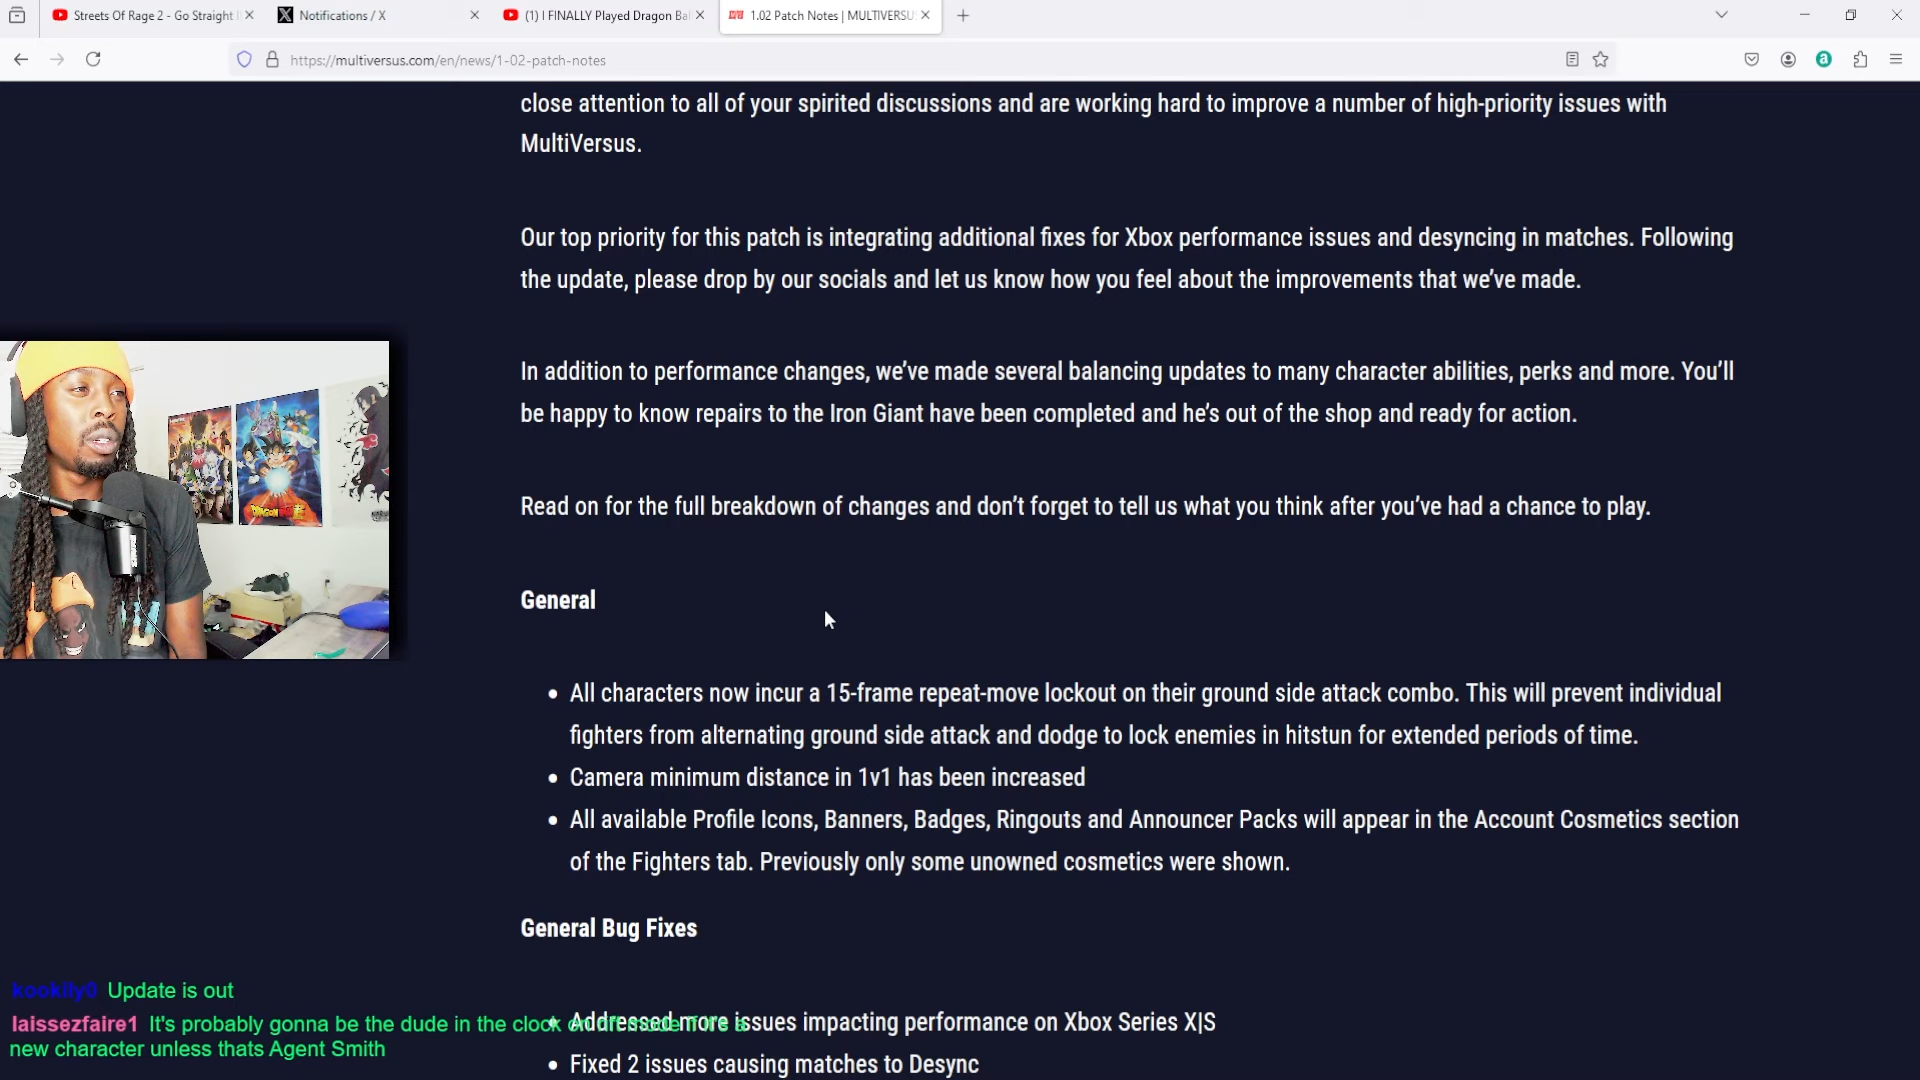 Streets Of Rage 2 - Go Straight
Notifications / X
(1) I FINALLY Played Dragon Bal
1.02 Patch Notes | MULTIVERSU
https://multiversus.com/en/news/1-02-patch-notes
close attention to all of your spirited discussions and are working hard to improve a number of high-priority issues with
MultiVersus.
Our top priority for this patch is integrating additional fixes for Xbox performance issues and desyncing in matches. Following
the update, please drop by our socials and let us know how you feel about the improvements that we’ve made.
In addition to performance changes, we’ve made several balancing updates to many character abilities, perks and more. You’ll
be happy to know repairs to the Iron Giant have been completed and he’s out of the shop and ready for action.
Read on for the full breakdown of changes and don’t forget to tell us what you think after you’ve had a chance to play.
General
• All characters now incur a 15-frame repeat-move lockout on their ground side attack combo. This will prevent individual
fighters from alternating ground side attack and dodge to lock enemies in hitstun for extended periods of time.
• Camera minimum distance in 1v1 has been increased
• All available Profile Icons, Banners, Badges, Ringouts and Announcer Packs will appear in the Account Cosmetics section
of the Fighters tab. Previously only some unowned cosmetics were shown.
General Bug Fixes
• Addressed more issues impacting performance on Xbox Series X|S
• Fixed 2 issues causing matches to Desync
kookily0 Update is out
laissezfaire1 It's probably gonna be the dude in the clock on rift mode if it's a
new character unless thats Agent Smith
DRAGONBALL